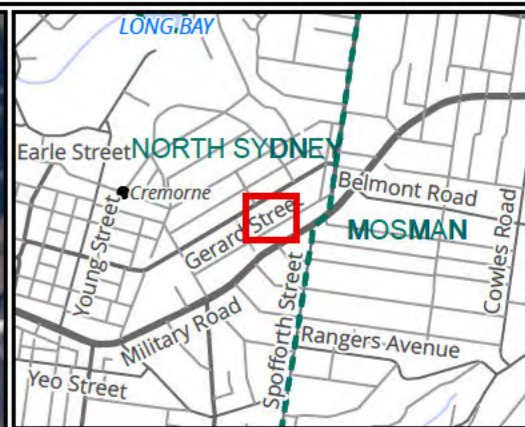 LONG BAY
Earle Street
NORTH SYDNEY
Cremorne
Belmont Road
Gerard Street
MOSMAN
Young Street
Cowles Road
Military Road
Spofforth Street
Rangers Avenue
Yeo Street